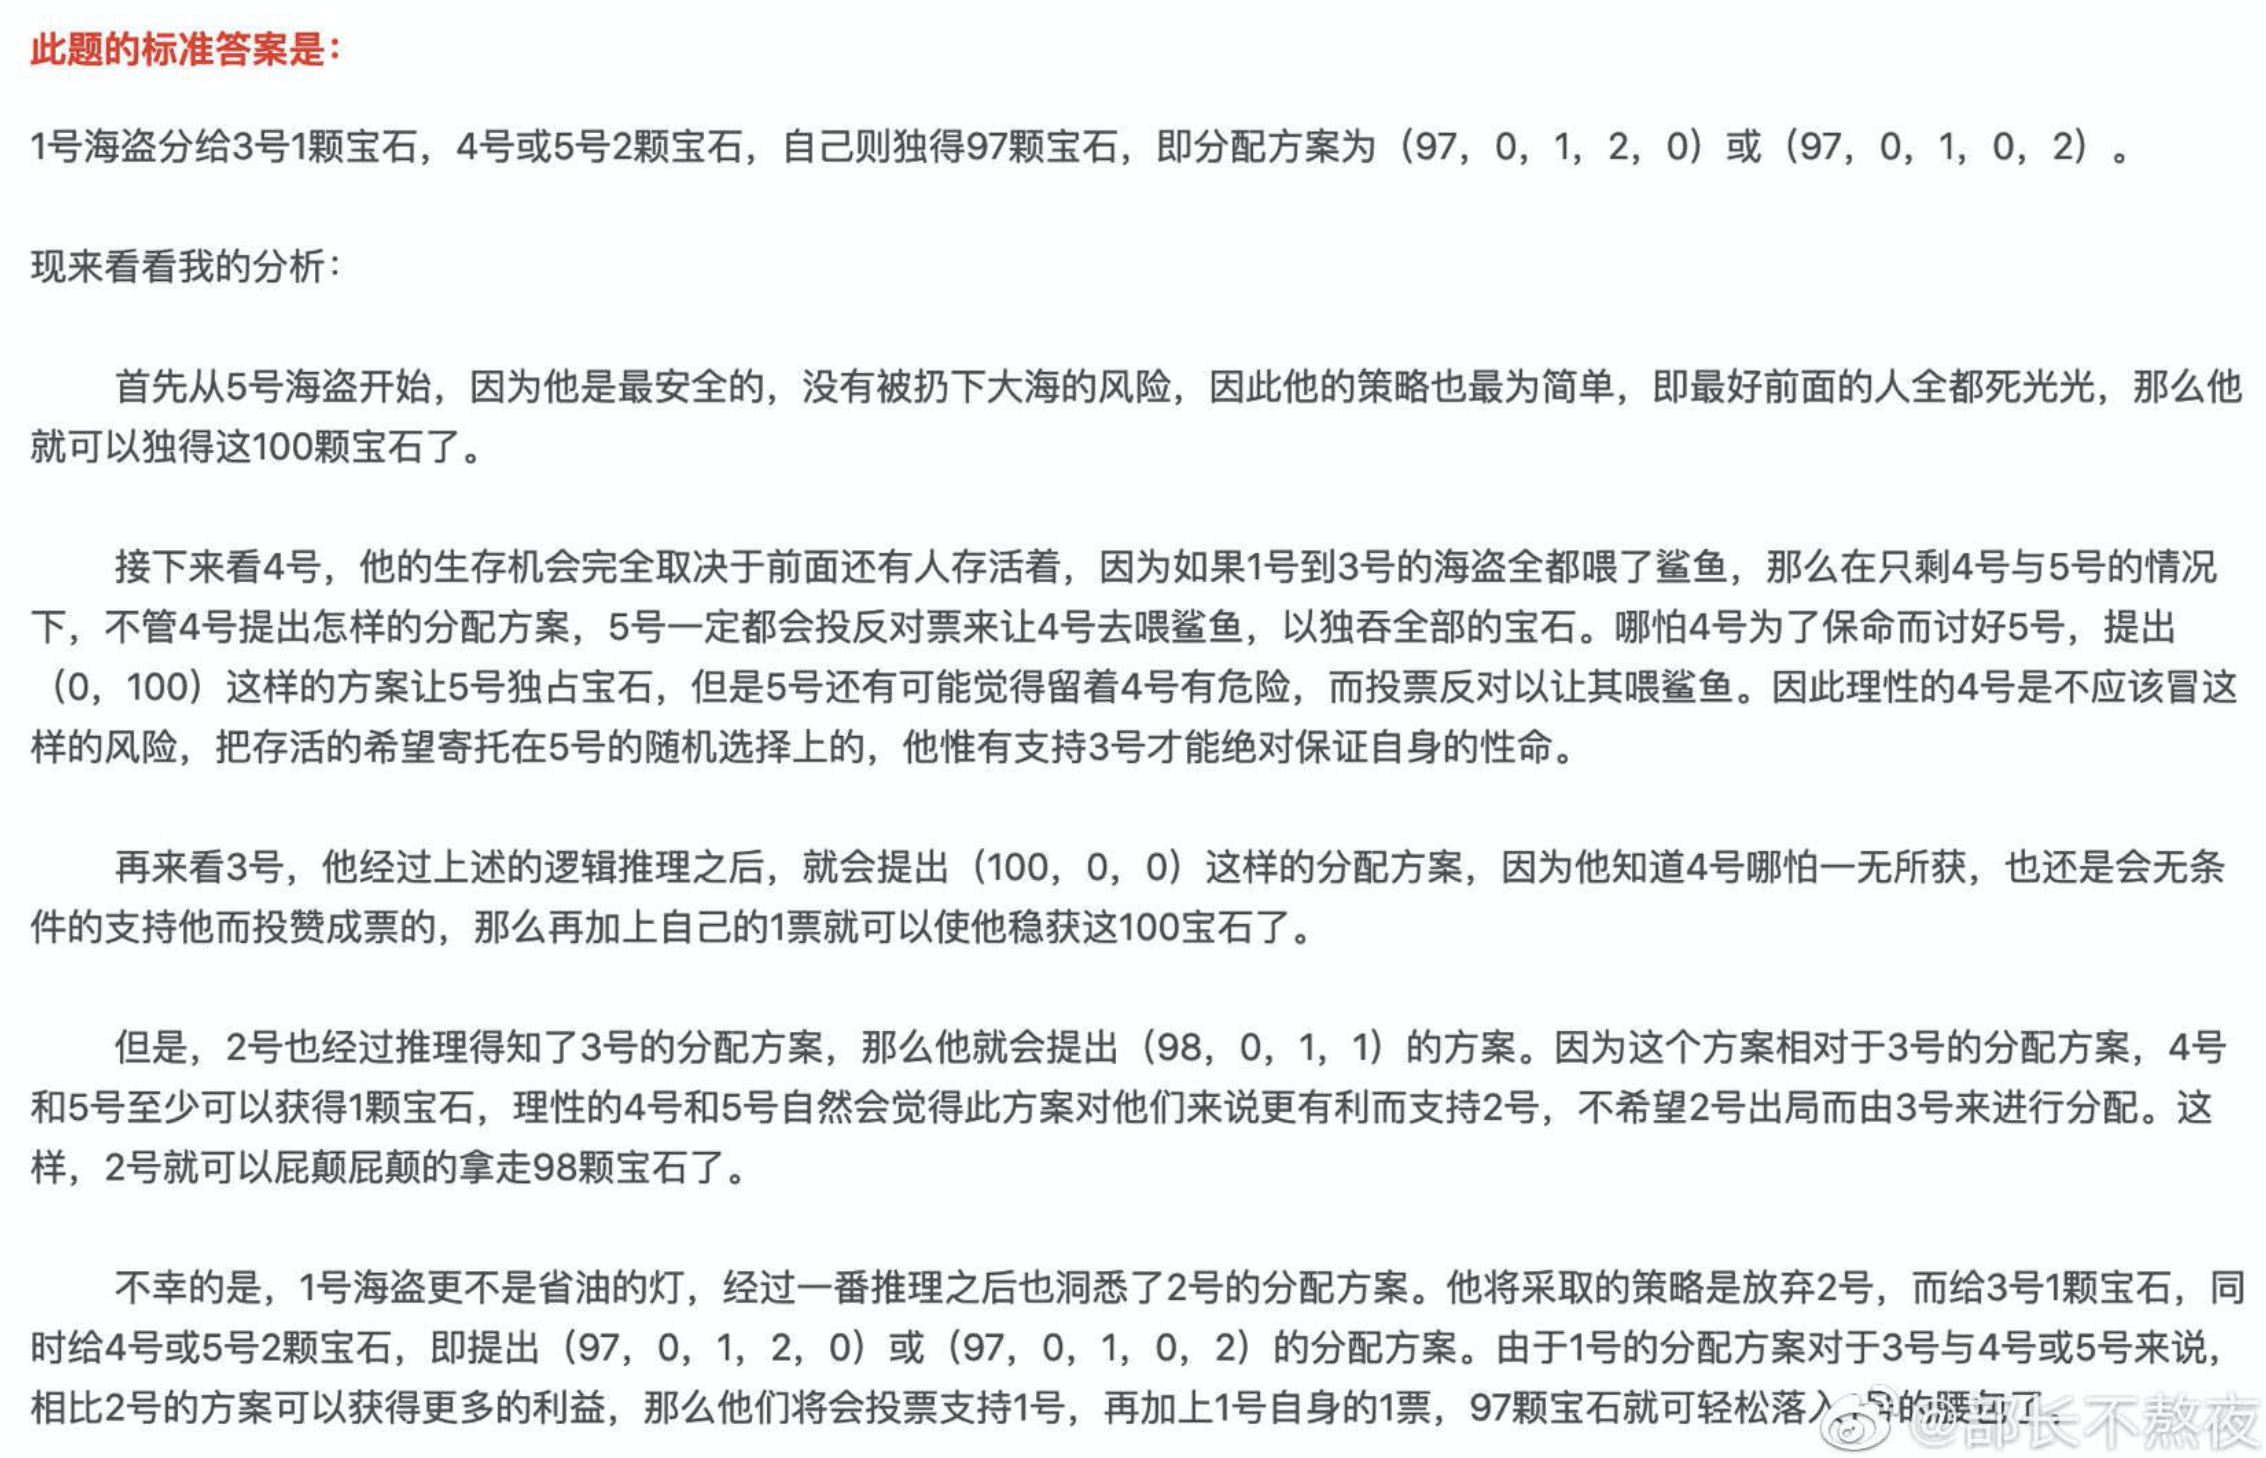 此题的标准答案是：
1号海盗分给3号1颗宝石，4号或5号2颗宝石，自己则独得97颗宝石，即分配方案为（97，0，1，2，0）或（97，0，1，0，2）。
现来看看我的分析：
首先从5号海盗开始，因为他是最安全的，没有被扔下大海的风险，因此他的策略也最为简单，即最好前面的人全都死光光，那么他
就可以独得这100颗宝石了。
接下来看4号，他的生存机会完全取决于前面还有人存活着，因为如果1号到3号的海盗全都喂了鲨鱼，那么在只剩4号与5号的情况
下，不管4号提出怎样的分配方案，5号一定都会投反对票来让4号去喂鲨鱼，以独吞全部的宝石。哪怕4号为了保命而讨好5号，提出
（0，100）这样的方案让5号独占宝石，但是5号还有可能觉得留着4号有危险，而投票反对以让其喂鲨鱼。因此理性的4号是不应该冒这
样的风险，把存活的希望寄托在5号的随机选择上的，他惟有支持3号才能绝对保证自身的性命。
再来看3号，他经过上述的逻辑推理之后，就会提出（100，0，0）这样的分配方案，因为他知道4号哪怕一无所获，也还是会无条
件的支持他而投赞成票的，那么再加上自己的1票就可以使他稳获这100宝石了。
但是，2号也经过推理得知了3号的分配方案，那么他就会提出（98，0，1，1）的方案。因为这个方案相对于3号的分配方案，4号
和5号至少可以获得1颗宝石，理性的4号和5号自然会觉得此方案对他们来说更有利而支持2号，不希望2号出局而由3号来进行分配。这
样，2号就可以屁颠屁颠的拿走98颗宝石了。
不幸的是，1号海盗更不是省油的灯，经过一番推理之后也洞悉了2号的分配方案。他将采取的策略是放弃2号，而给3号1颗宝石，同
时给4号或5号2颗宝石，即提出（97，0，1，2，0）或（97，0，1，0，2）的分配方案。由于1号的分配方案对于3号与4号或5号来说，
相比2号的方案可以获得更多的利益，那么他们将会投票支持1号，再加上1号自身的1票，97颗宝石就可轻松落入1号的腰包了。
@部长不熬夜